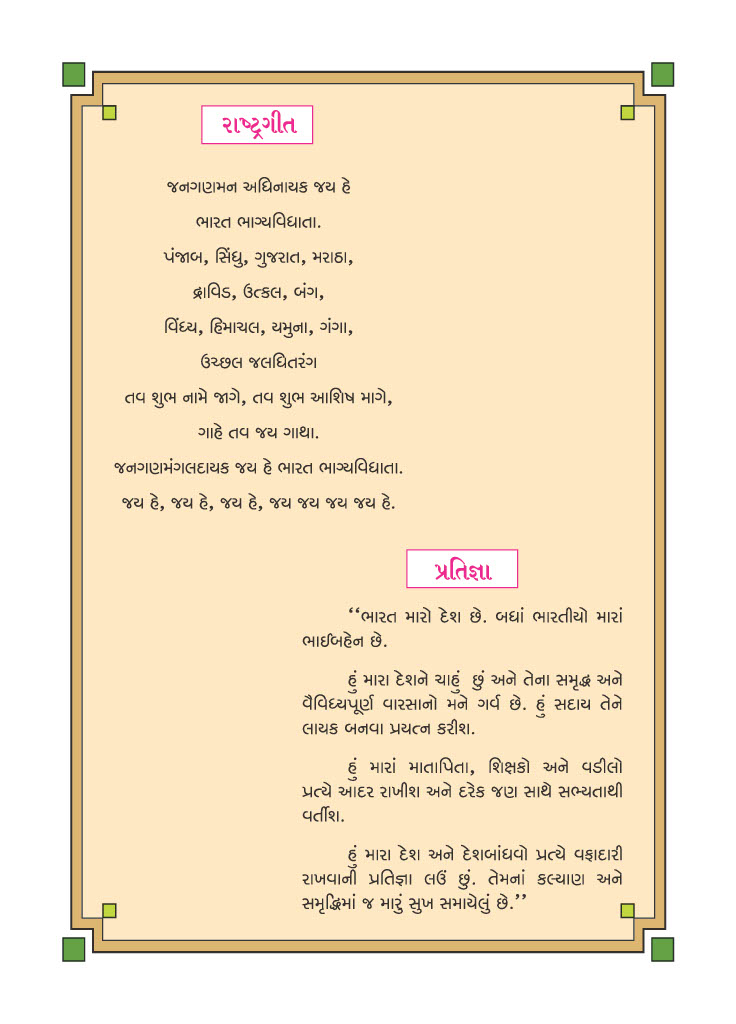 રાષ્ટ્રગીત
જનગણમન અધિનાયક જય હે
ભારત ભાગ્યવિધાતા.
પંજાબ, સિંધુ, ગુજરાત, મરાઠા,
દ્રાવિડ, ઉત્કલ, બંગ,
વિંધ્ય, હિમાચલ, યમુના, ગંગા,
ઉચ્છલ જલધિતરંગ
તવ શુભ નામે જાગે, તવ શુભ આશિષ માગે,
ગાહે તવ જય ગાથા.
જનગણમંગલદાયક જય હે ભારત ભાગ્યવિધાતા.
જય હે, જય હે, જય હે, જય જય જય જય હે.
પ્રતિજ્ઞા
‘‘ભારત મારો દેશ છે. બધાં ભારતીયો મારાં
ભાઈબહેન છે.
હું મારા દેશને ચાહું છું અને તેના સમૃદ્ધ અને
વૈવિધ્યપૂર્ણ વારસાનો મને ગર્વ છે. હું સદાય તેને
લાયક બનવા પ્રયત્ન કરીશ.
હું મારાં માતાપિતા, શિક્ષકો અને વડીલો
પ્રત્યે આદર રાખીશ અને દરેક જણ સાથે સભ્યતાથી
વર્તીશ.
હું મારા દેશ અને દેશબાંધવો પ્રત્યે વફાદારી
રાખવાની પ્રતિજ્ઞા લઉં છું. તેમનાં કલ્યાણ અને
સમૃદ્ધિમાં જ મારું સુખ સમાયેલું છે.’’